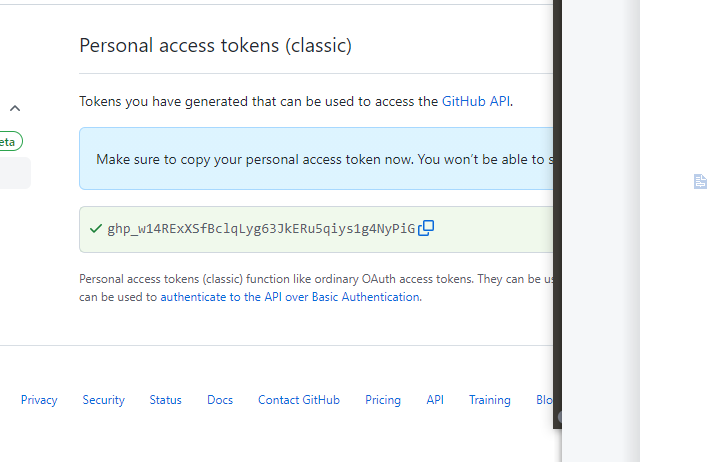 Personal access tokens (classic)
Tokens you have generated that can be used to access the GitHub API.
eta
Make sure to copy your personal access token now. You won't be able to s
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
Personal access tokens (classic) function like ordinary OAuth access tokens. They can be us
can be used to authenticate to the API over Basic Authentication.
Privacy Security Status Docs Contact GitHub Pricing API Training Blo